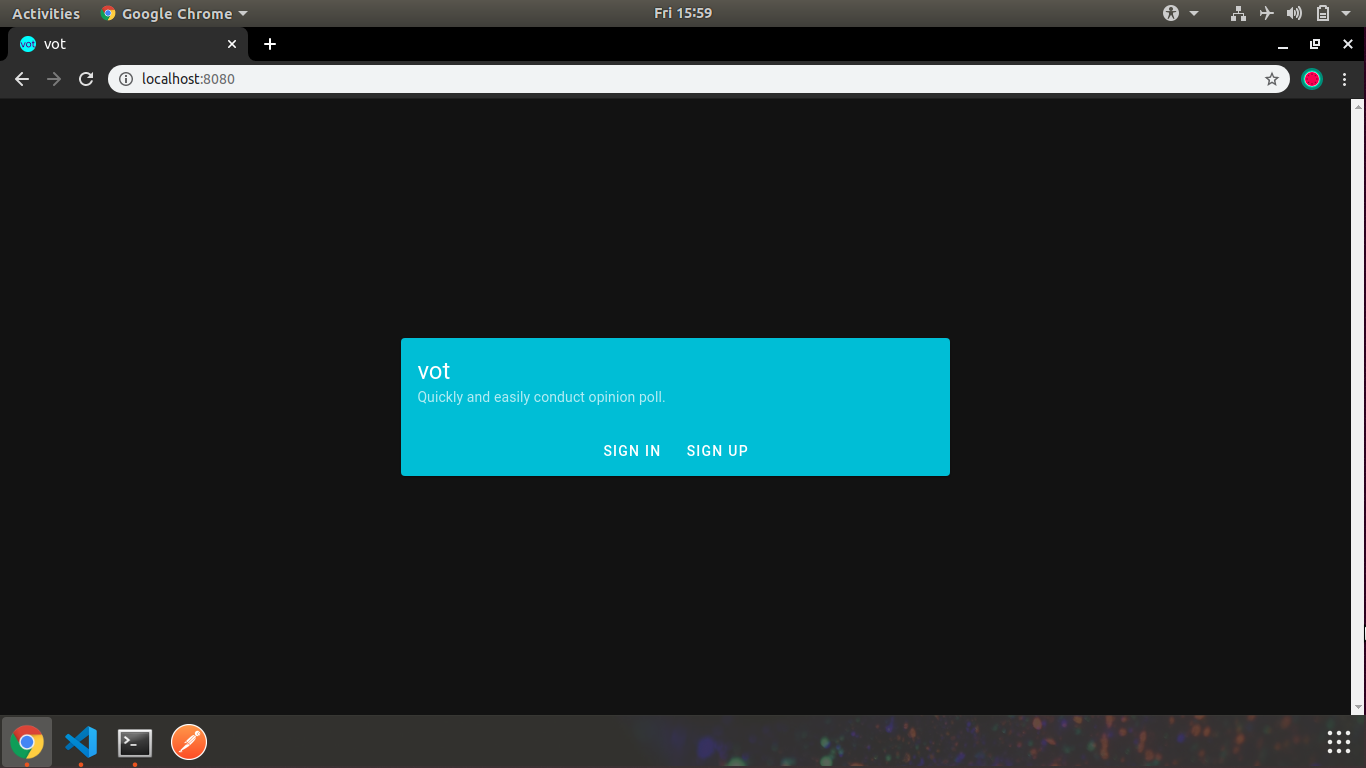 Activities
Google Chrome
Fri 15:59
vot
vot
localhost:8080
vot
Quickly and easily conduct opinion poll.
SIGN IN
SIGN UP